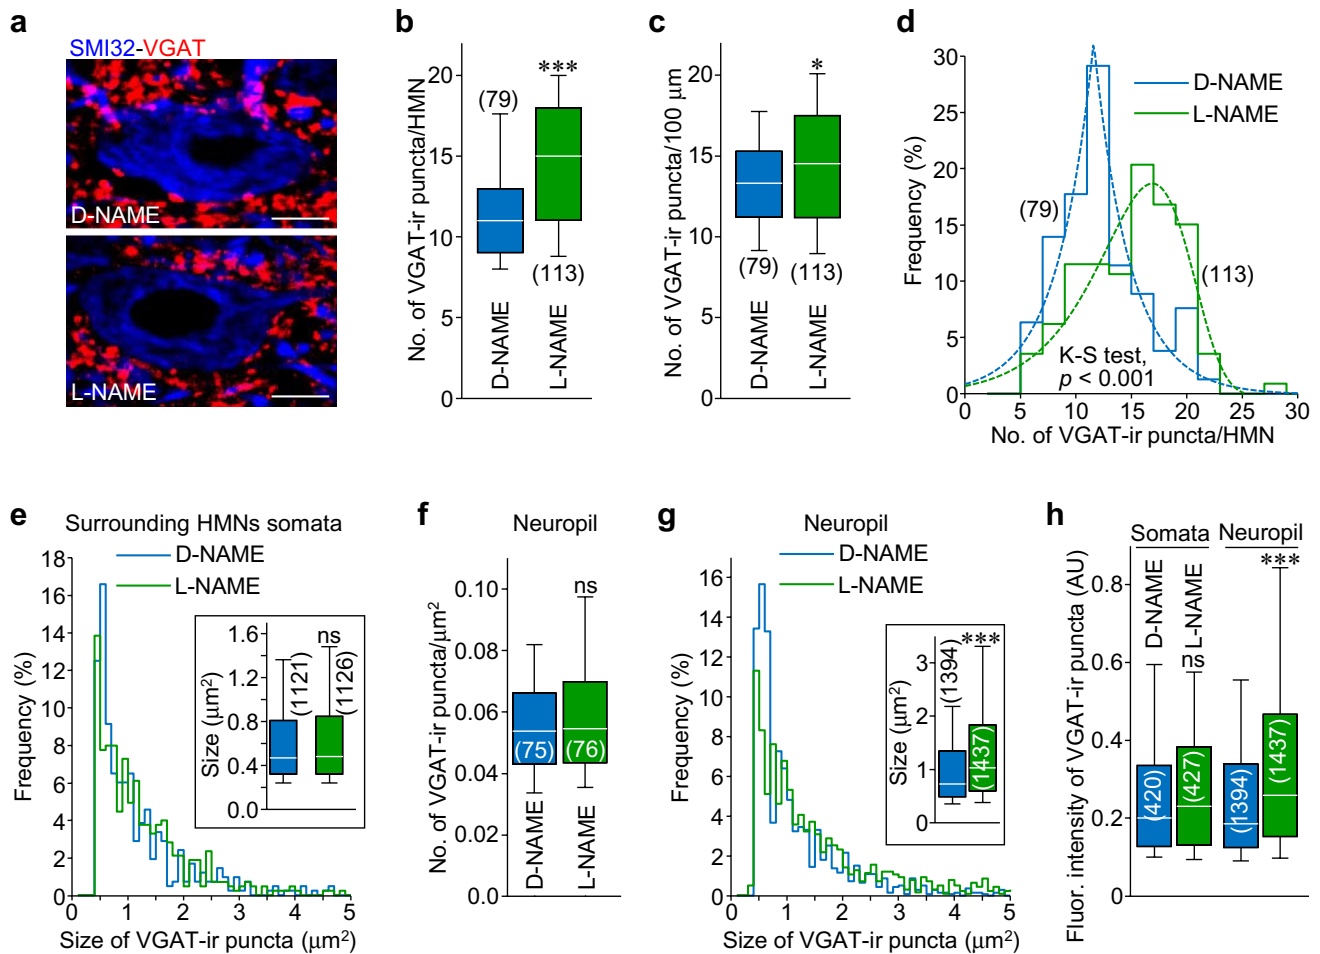 a
SMI32-VGAT
D-NAME
L-NAME
b
No. of VGAT-ir puncta/HMN
20
15
10
5
0
(79)
***
(113)
D-NAME
L-NAME
c
No. of VGAT-ir puncta/100 μm
20
15
10
5
0
*
(79)
(113)
D-NAME
L-NAME
d
Frequency (%)
30
25
20
15
10
5
0
D-NAME
L-NAME
(79)
(113)
K-S test,
p < 0.001
0 5 10 15 20 25 30
No. of VGAT-ir puncta/HMN
e
Surrounding HMNs somata
D-NAME
L-NAME
Frequency (%)
18
16
14
12
10
8
6
4
2
0
Size (μm²)
1.6
1.2
0.8
0.4
0.0
(1121)
ns
(1126)
0 1 2 3 4 5
Size of VGAT-ir puncta (μm²)
f
Neuropil
No. of VGAT-ir puncta/μm²
0.10
0.08
0.06
0.04
0.02
0.0
ns
(75)
(76)
D-NAME
L-NAME
g
Neuropil
D-NAME
L-NAME
Frequency (%)
16
14
12
10
8
6
4
2
0
Size (μm²)
3
2
1
0
(1394)
***
(1437)
0 1 2 3 4 5
Size of VGAT-ir puncta (μm²)
h
Somata Neuropil
Fluor. intensity of VGAT-ir puncta (AU)
0.8
0.6
0.4
0.2
0
D-NAME
L-NAME
ns
***
(420)
(427)
(1394)
(1437)